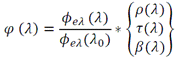 φ (λ) = ϕₑλ (λ) / ϕₑλ(λ₀) * { ρ(λ) τ(λ) β(λ) }